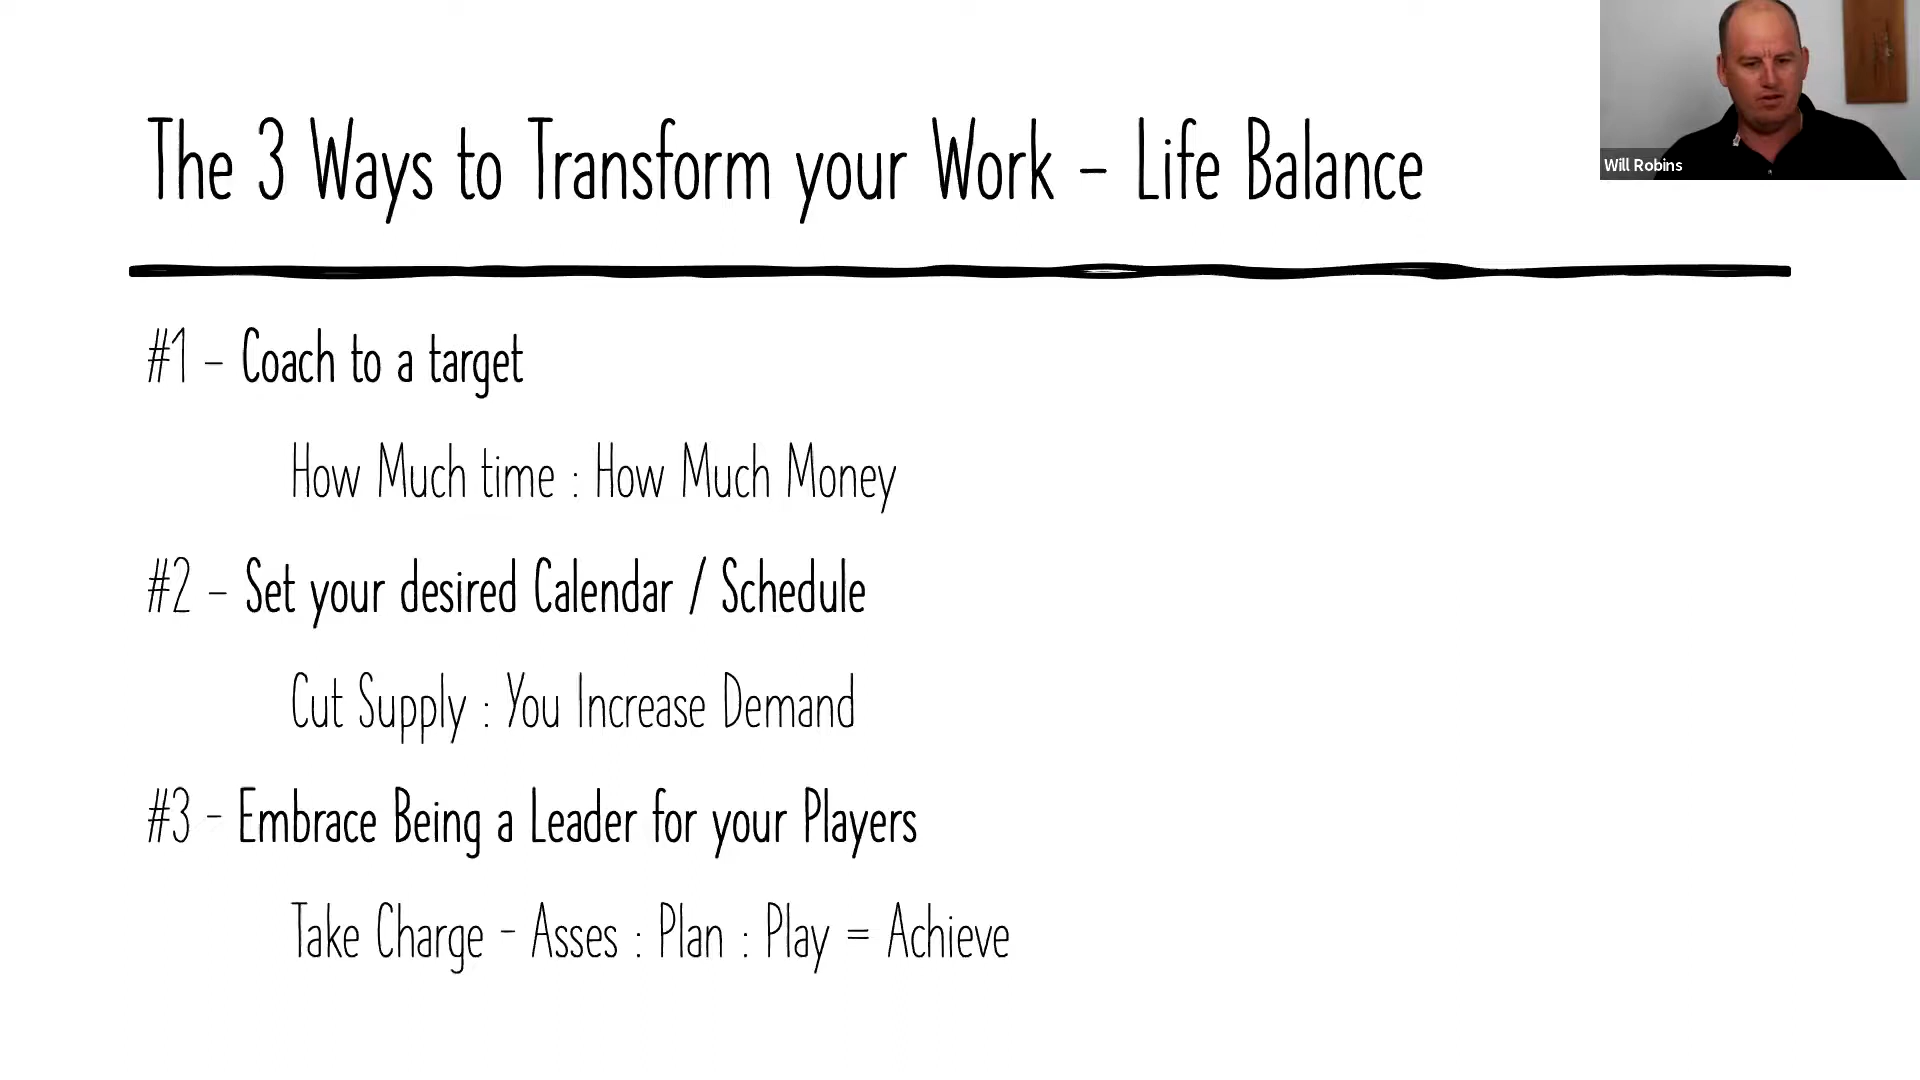 The 3 Ways to Transform your Work - Life Balance
Will Robins
#1 - Coach to a target
How Much time : How Much Money
#2 - Set your desired Calendar / Schedule
Cut Supply : You Increase Demand
#3 - Embrace Being a Leader for your Players
Take Charge - Asses : Plan : Play = Achieve